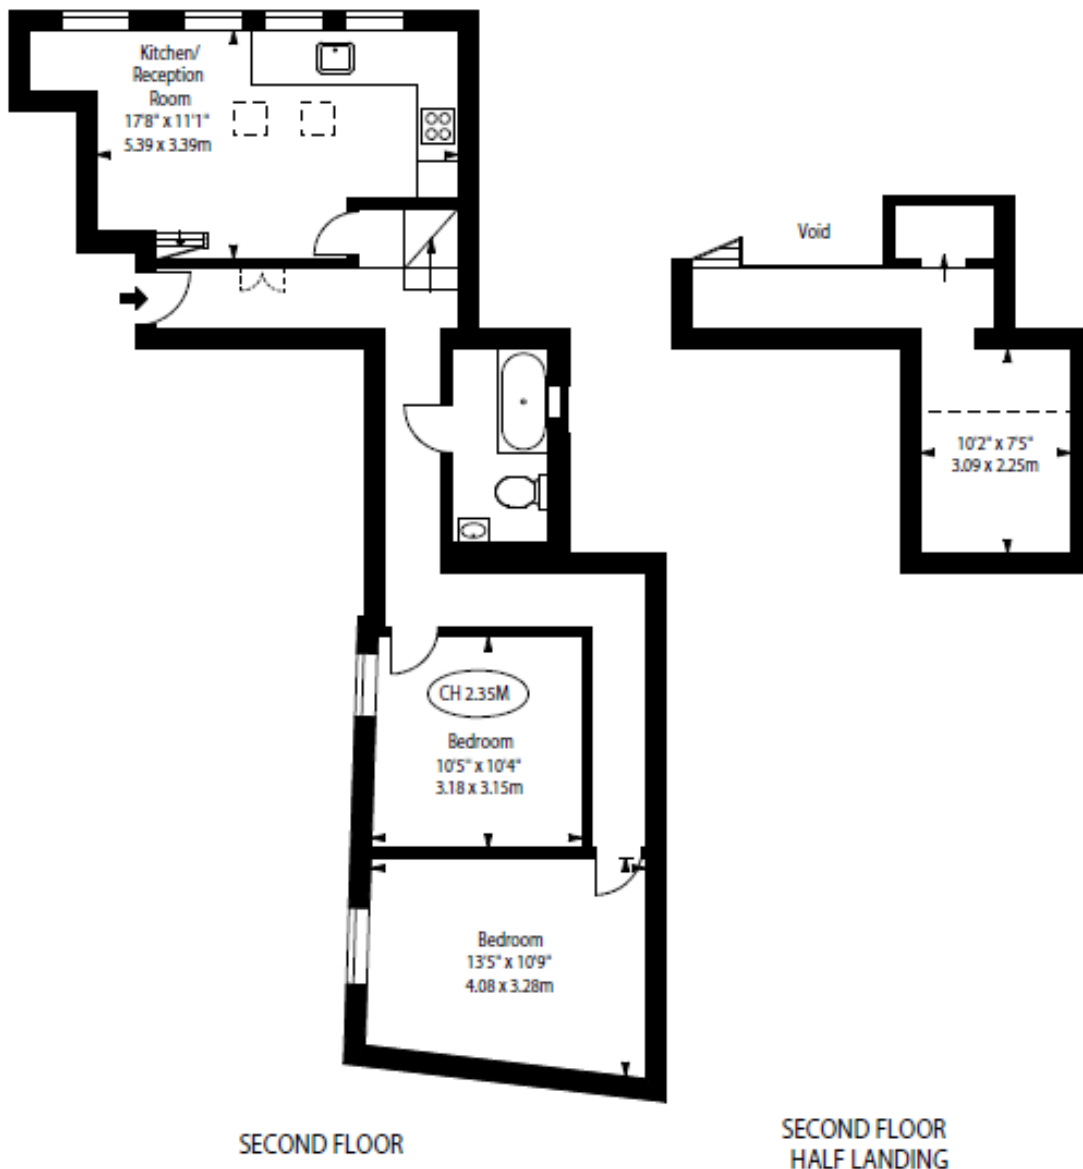 Kitchen/
Reception
Room
17'8" x 11'1"
5.39 x 3.39m
Void
10'2" x 7'5"
3.09 x 2.25m
CH 2.35M
Bedroom
10'5" x 10'4"
3.18 x 3.15m
Bedroom
13'5" x 10'9"
4.08 x 3.28m
SECOND FLOOR
SECOND FLOOR
HALF LANDING